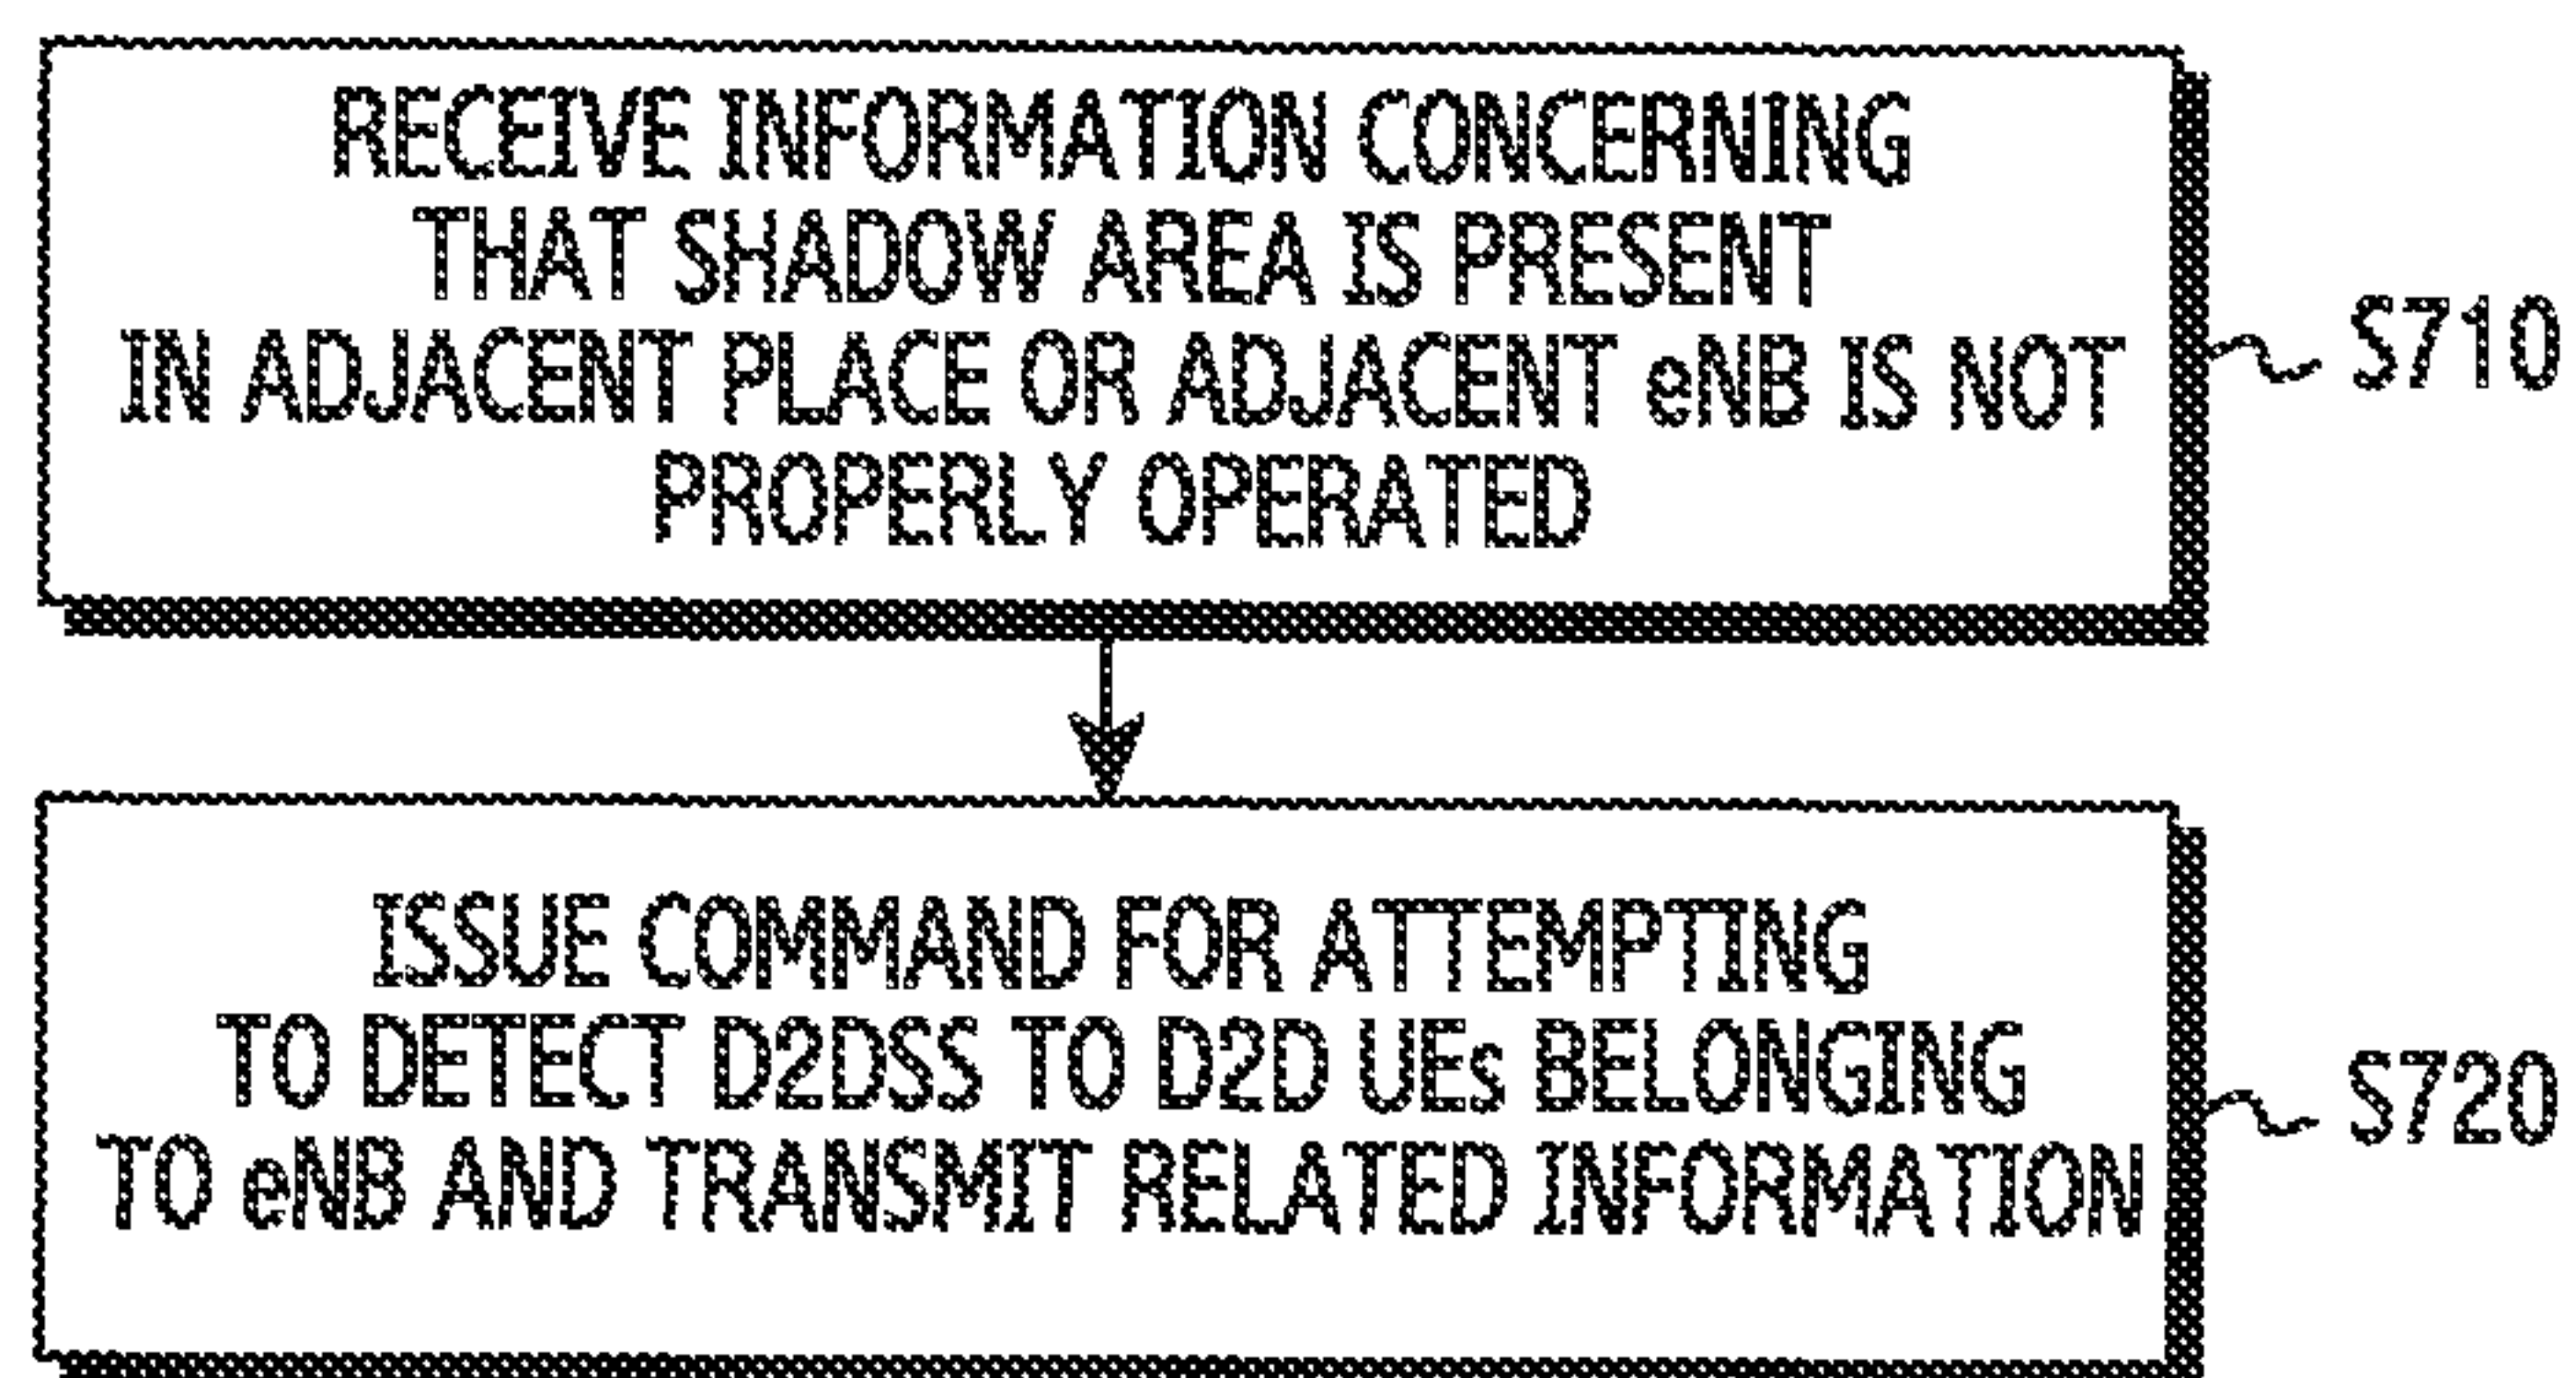 RECEIVE INFORMATION CONCERNING
THAT SHADOW AREA IS PRESENT
IN ADJACENT PLACE OR ADJACENT eNB IS NOT
PROPERLY OPERATED
S710
ISSUE COMMAND FOR ATTEMPTING
TO DETECT D2DSS TO D2D UEs BELONGING
TO eNB AND TRANSMIT RELATED INFORMATION
S720